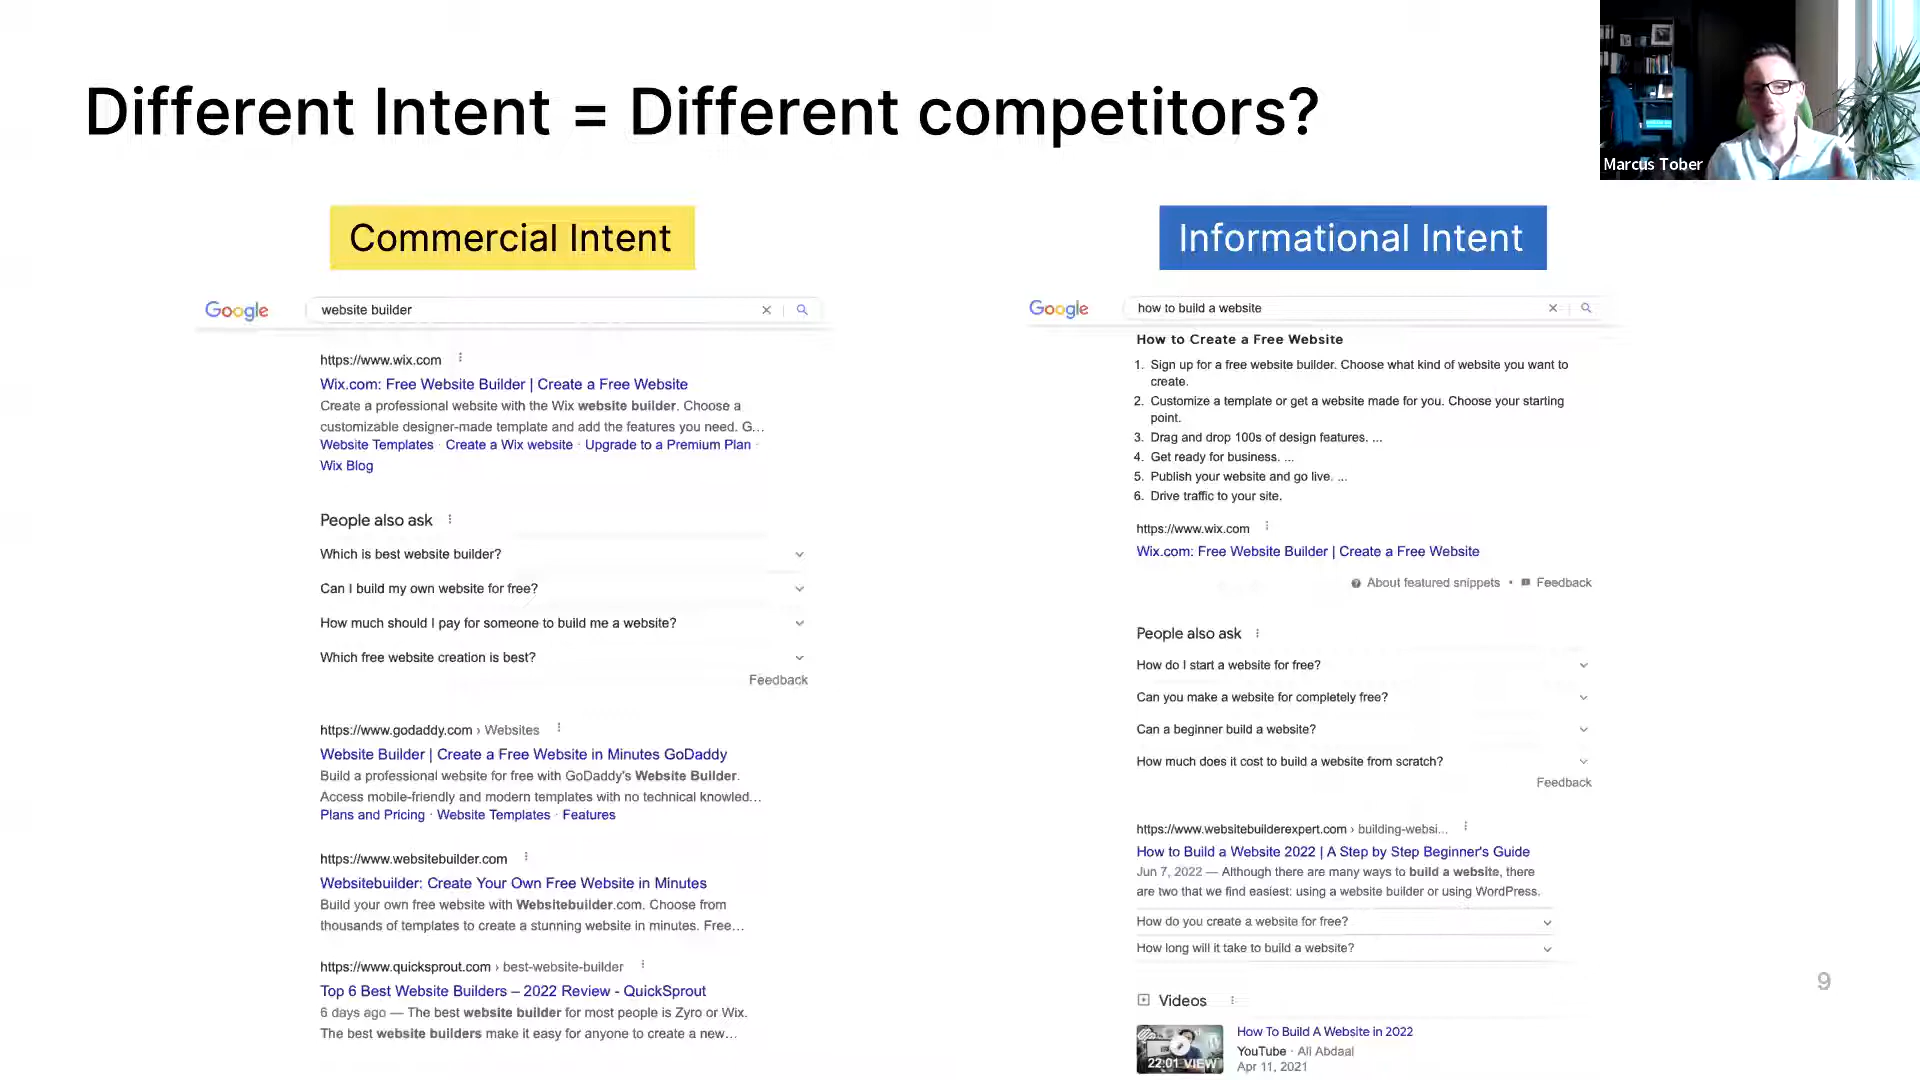 Different Intent = Different competitors?
Marcus Tober
Commercial Intent
Google
website builder
https://www.wix.com
Wix.com: Free Website Builder | Create a Free Website
Create a professional website with the Wix website builder. Choose a
customizable designer-made template and add the features you need. G...
Website Templates · Create a Wix website · Upgrade to a Premium Plan ·
Wix Blog
People also ask
Which is best website builder?
Can I build my own website for free?
How much should I pay for someone to build me a website?
Which free website creation is best?
Feedback
https://www.godaddy.com › Websites
Website Builder | Create a Free Website in Minutes GoDaddy
Build a professional website for free with GoDaddy's Website Builder.
Access mobile-friendly and modern templates with no technical knowled...
Plans and Pricing · Website Templates · Features
https://www.websitebuilder.com
Websitebuilder: Create Your Own Free Website in Minutes
Build your own free website with Websitebuilder.com. Choose from
thousands of templates to create a stunning website in minutes. Free...
https://www.quicksprout.com › best-website-builder
Top 6 Best Website Builders – 2022 Review - QuickSprout
6 days ago — The best website builder for most people is Zyro or Wix.
The best website builders make it easy for anyone to create a new...
Informational Intent
Google
how to build a website
How to Create a Free Website
1. Sign up for a free website builder. Choose what kind of website you want to
create.
2. Customize a template or get a website made for you. Choose your starting
point.
3. Drag and drop 100s of design features. ...
4. Get ready for business. ...
5. Publish your website and go live. ...
6. Drive traffic to your site.
https://www.wix.com
Wix.com: Free Website Builder | Create a Free Website
About featured snippets • Feedback
People also ask
How do I start a website for free?
Can you make a website for completely free?
Can a beginner build a website?
How much does it cost to build a website from scratch?
Feedback
https://www.websitebuilderexpert.com › building-websi...
How to Build a Website 2022 | A Step by Step Beginner's Guide
Jun 7, 2022 — Although there are many ways to build a website, there
are two that we find easiest: using a website builder or using WordPress.
How do you create a website for free?
How long will it take to build a website?
Videos
22:01 VIEW
How To Build A Website in 2022
YouTube · Ali Abdaal
Apr 11, 2021
9